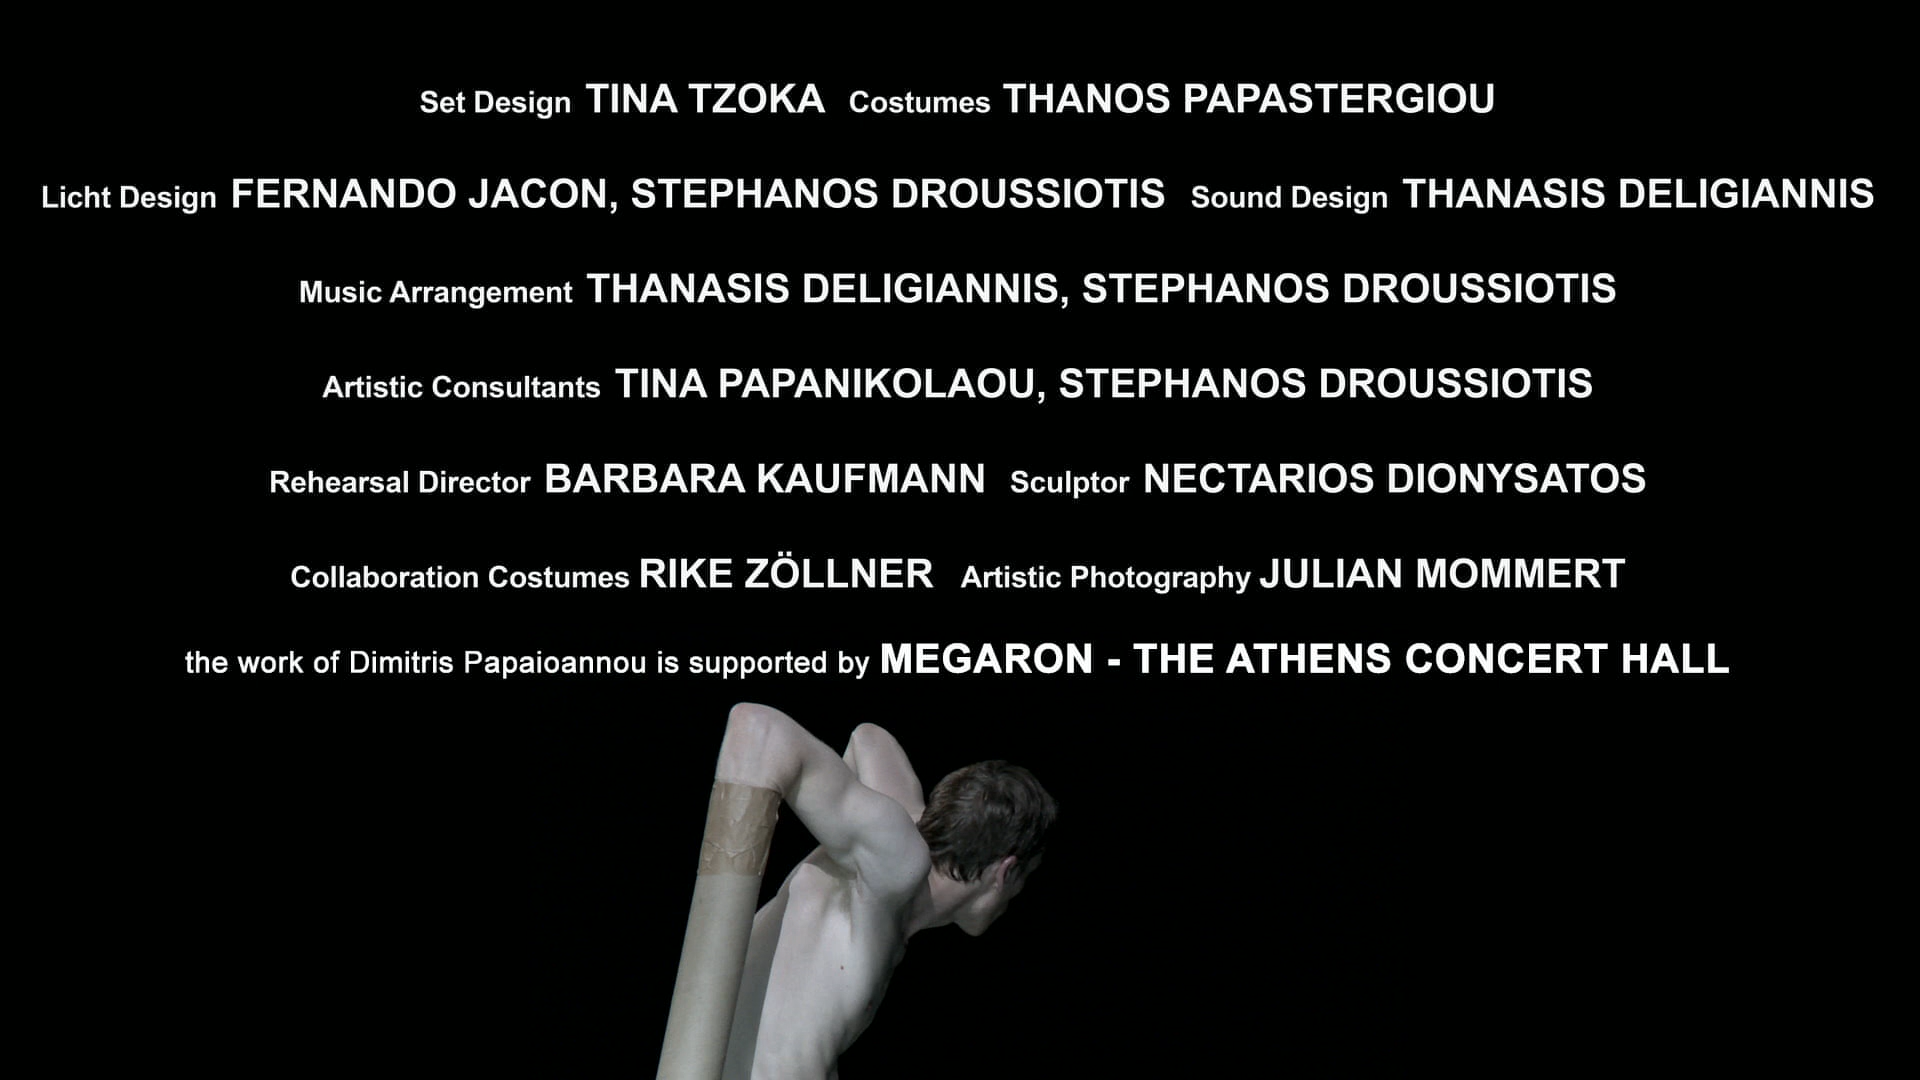 Set Design TINA TZOKA Costumes THANOS PAPASTERGIOU
Licht Design FERNANDO JACON, STEPHANOS DROUSSIOTIS Sound Design THANASIS DELIGIANNIS
Music Arrangement THANASIS DELIGIANNIS, STEPHANOS DROUSSIOTIS
Artistic Consultants TINA PAPANIKOLAOU, STEPHANOS DROUSSIOTIS
Rehearsal Director BARBARA KAUFMANN Sculptor NECTARIOS DIONYSATOS
Collaboration Costumes RIKE ZÖLLNER Artistic Photography JULIAN MOMMERT
the work of Dimitris Papaioannou is supported by MEGARON - THE ATHENS CONCERT HALL